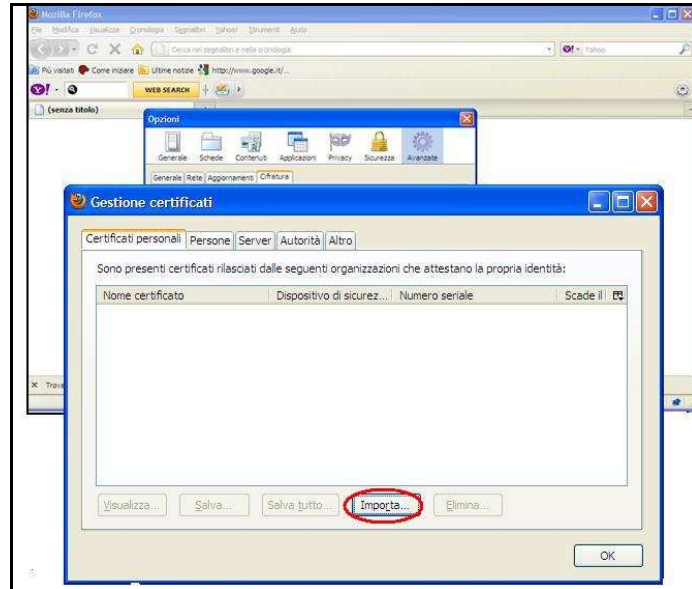 Mozilla Firefox
File Modifica Visualizza Cronologia Segnalibri Yahoo! Strumenti Aiuto
Cerca nei segnalibri e nella cronologia Yahoo
Più visitati Come iniziare Ultime notizie http://www.google.it/...
WEB SEARCH
(senza titolo)
Opzioni
Generale Schede Contenuti Applicazioni Privacy Sicurezza Avanzate
Generale Rete Aggiornamenti Cifratura
Gestione certificati
Certificati personali Persone Server Autorità Altro
Sono presenti certificati rilasciati dalle seguenti organizzazioni che attestano la propria identità:
Nome certificato Dispositivo di sicurez... Numero seriale Scade il
X Trova
Visualizza... Salva... Salva tutto... Importa... Elimina...
OK